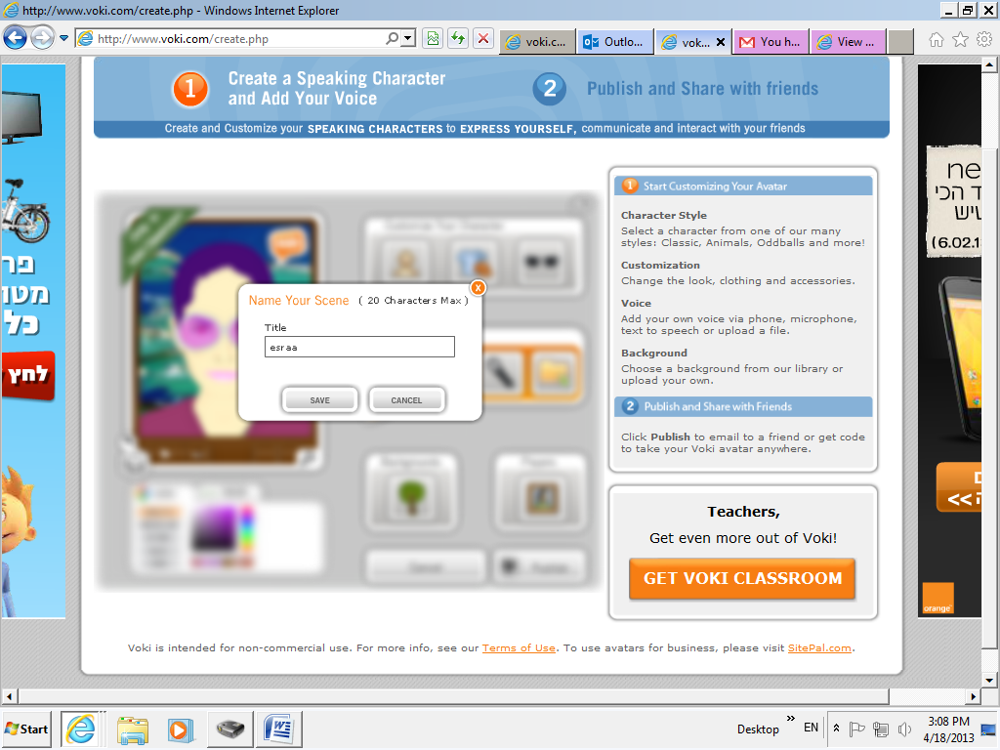 http://www.voki.com/create.php - Windows Internet Explorer
http://www.voki.com/create.php
voki.c...
Outlo...
vok...
You h...
View ...
1
Create a Speaking Character
and Add Your Voice
2
Publish and Share with friends
Create and Customize your SPEAKING CHARACTERS to EXPRESS YOURSELF, communicate and interact with your friends
Name Your Scene ( 20 Characters Max )
X
Title
esraa
SAVE
CANCEL
1 Start Customizing Your Avatar
Character Style
Select a character from one of our many
styles: Classic, Animals, Oddballs and more!
Customization
Change the look, clothing and accessories.
Voice
Add your own voice via phone, microphone,
text to speech or upload a file.
Background
Choose a background from our library or
upload your own.
2 Publish and Share with Friends
Click Publish to email to a friend or get code
to take your Voki avatar anywhere.
Teachers,
Get even more out of Voki!
GET VOKI CLASSROOM
Voki is intended for non-commercial use. For more info, see our Terms of Use. To use avatars for business, please visit SitePal.com.
פר
מטו
כל
לחץ
ne
ד הכי
טיש
(6.02.1
>>
orange
Start
Desktop
EN
3:08 PM
4/18/2013